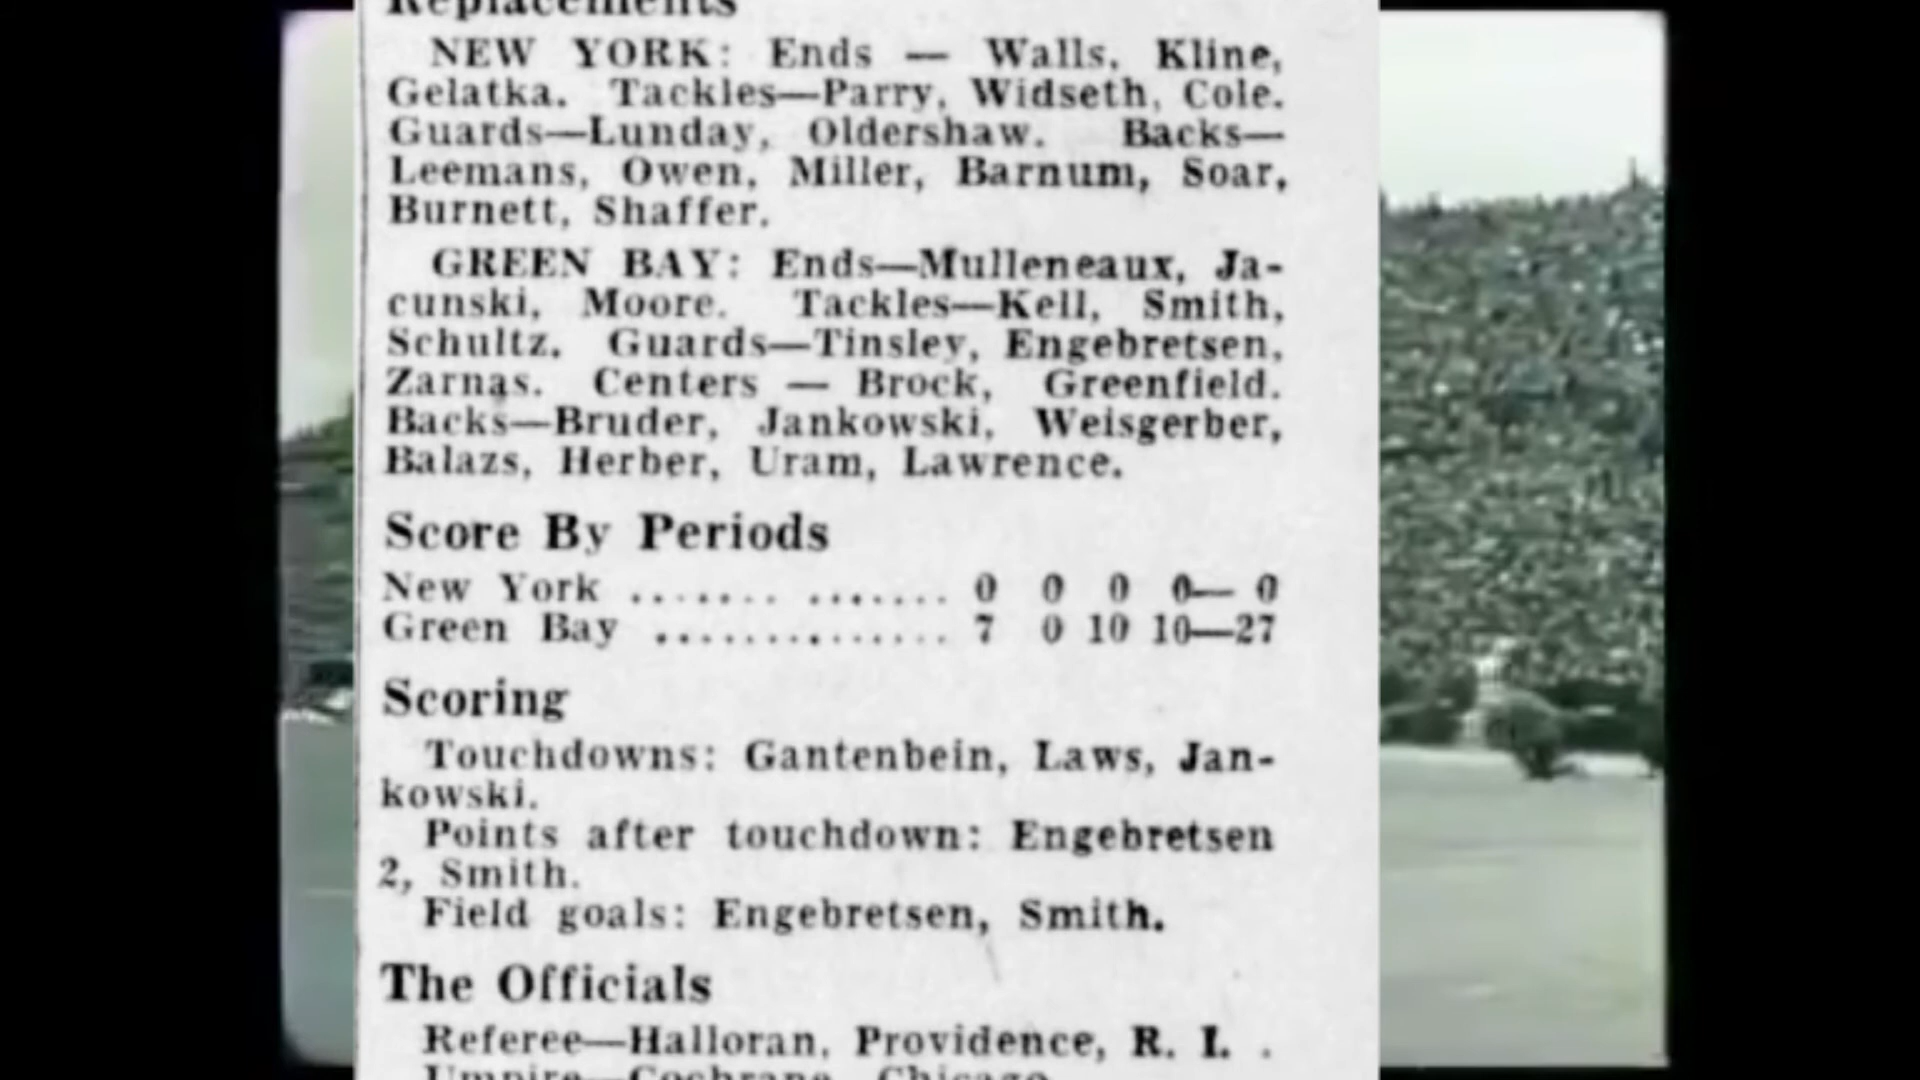 Replacements
NEW YORK: Ends — Walls, Kline,
Gelatka. Tackles—Parry, Widseth, Cole.
Guards—Lunday, Oldershaw. Backs—
Leemans, Owen, Miller, Barnum, Soar,
Burnett, Shaffer.
GREEN BAY: Ends—Mulleneaux, Ja-
cunski, Moore. Tackles—Kell, Smith,
Schultz. Guards—Tinsley, Engebretsen,
Zarnas. Centers — Brock, Greenfield.
Backs—Bruder, Jankowski, Weisgerber,
Balazs, Herber, Uram, Lawrence.
Score By Periods
New York ....... ....... 0 0 0 0— 0
Green Bay .............. 7 0 10 10—27
Scoring
Touchdowns: Gantenbein, Laws, Jan-
kowski.
Points after touchdown: Engebretsen
2, Smith.
Field goals: Engebretsen, Smith.
The Officials
Referee—Halloran, Providence, R. I. .
Umpire—Cochrane, Chicago